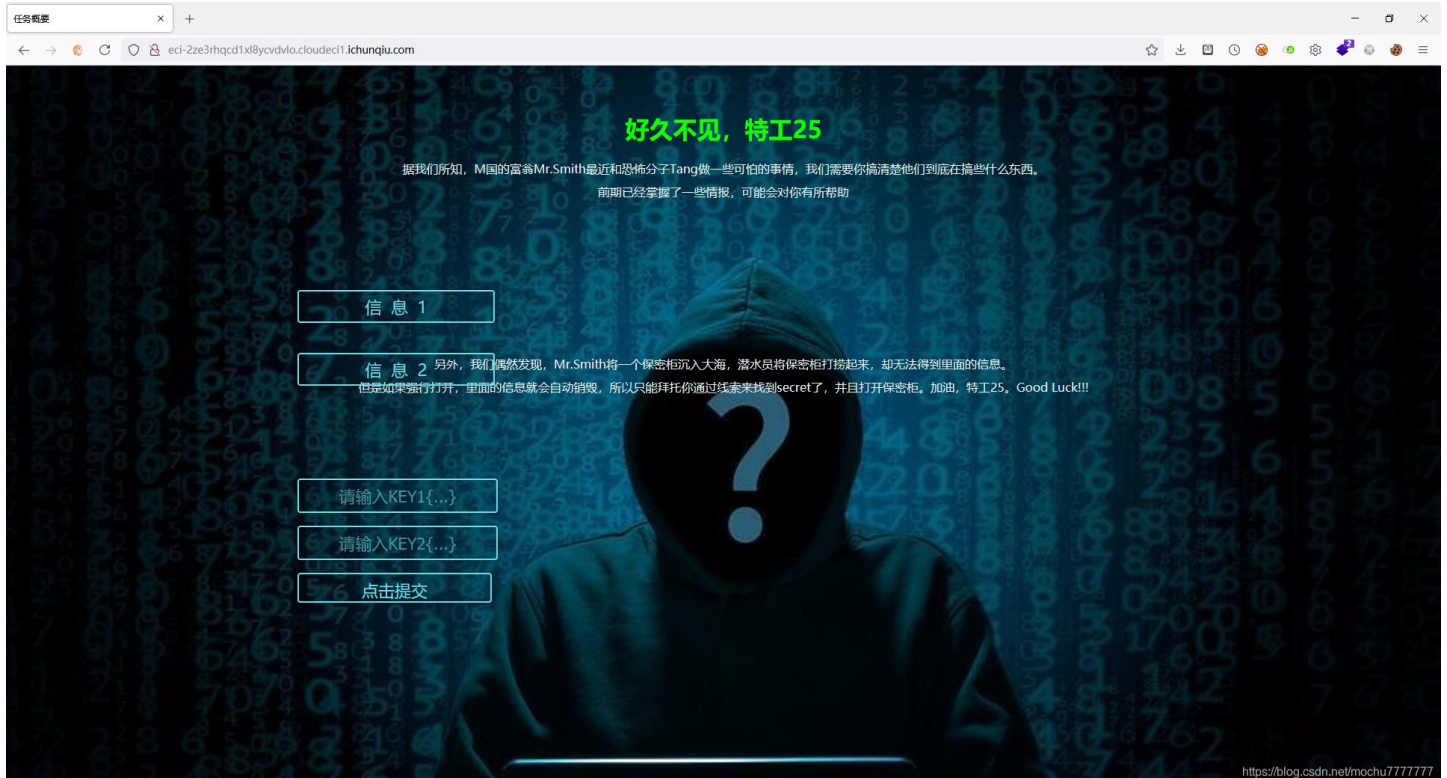 任务概要
eci-2ze3rhqcd1xl8ycvdvlo.cloudeci1.ichunqiu.com
好久不见，特工25
据我们所知，M国的富翁Mr.Smith最近和恐怖分子Tang做一些可怕的事情，我们需要你搞清楚他们到底在搞些什么东西。
前期已经掌握了一些情报，可能会对你有所帮助
信 息 1
信 息 2
另外，我们偶然发现，Mr.Smith将一个保密柜沉入大海，潜水员将保密柜打捞起来，却无法得到里面的信息。
但是如果强行打开，里面的信息就会自动销毁，所以只能拜托你通过线索来找到secret了，并且打开保密柜。加油，特工25。Good Luck!!!
请输入KEY1{...}
请输入KEY2{...}
点击提交
https://blog.csdn.net/mochu7777777